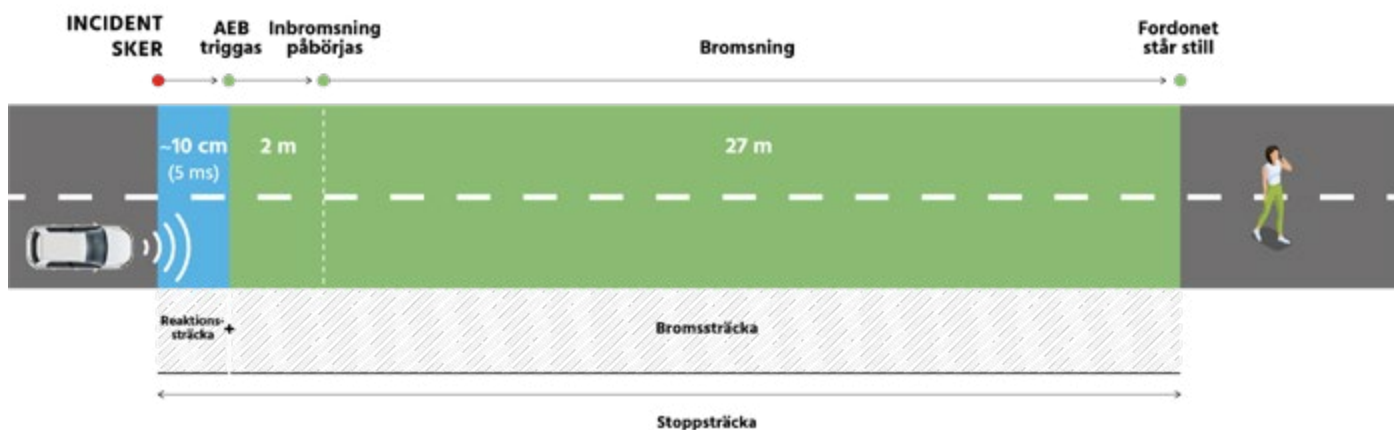 INCIDENT
SKER
AEB
triggas
Inbromsning
påbörjas
Bromsning
Fordonet
står still
~10 cm
(5 ms)
2 m
27 m
Reaktions-
sträcka
+
Bromssträcka
Stoppsträcka